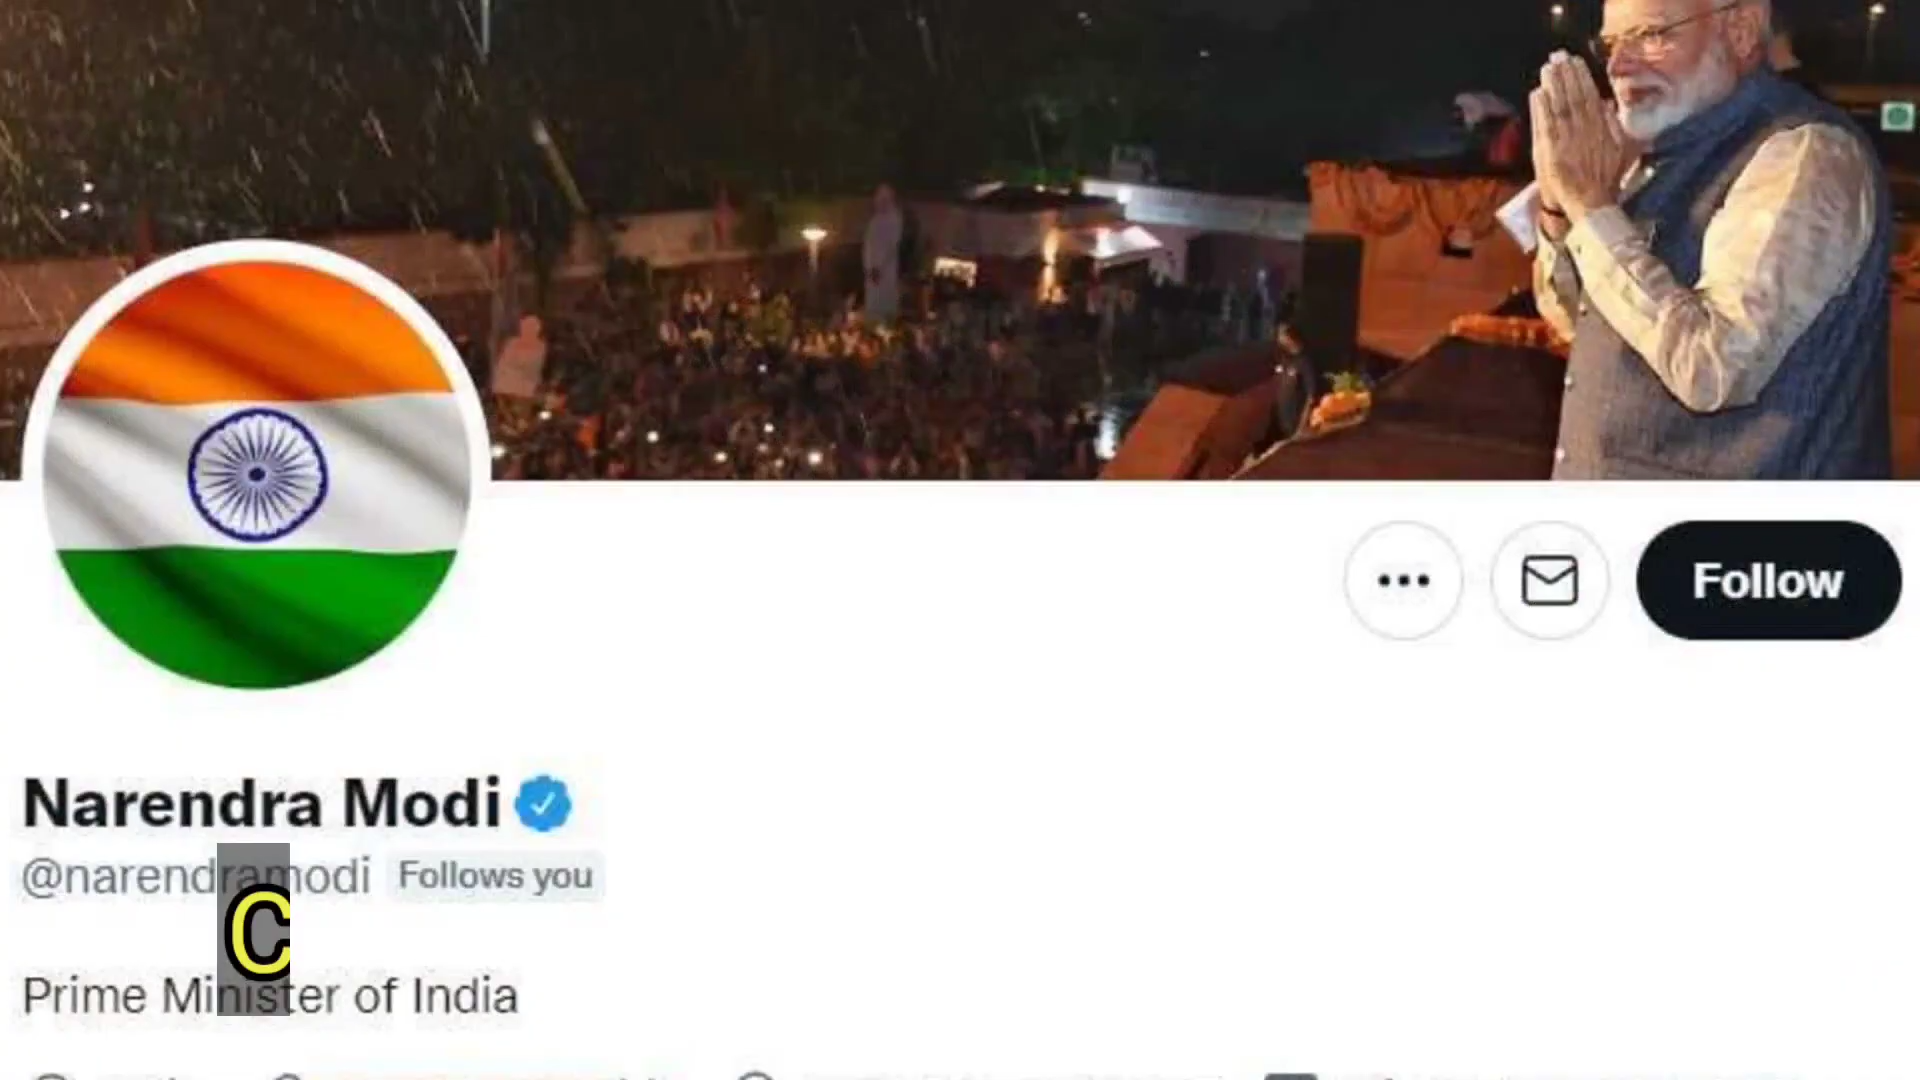 Follow
Narendra Modi
@narendramodi Follows you
C
Prime Minister of India